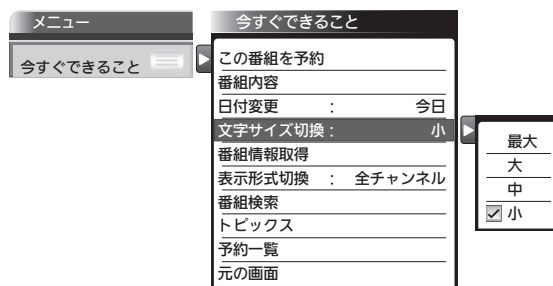 メニュー
今すぐできること
今すぐできること
この番組を予約
番組内容
日付変更 : 今日
文字サイズ切換 : 小
番組情報取得
表示形式切換 : 全チャンネル
番組検索
トピックス
予約一覧
元の画面
最大
大
中
小